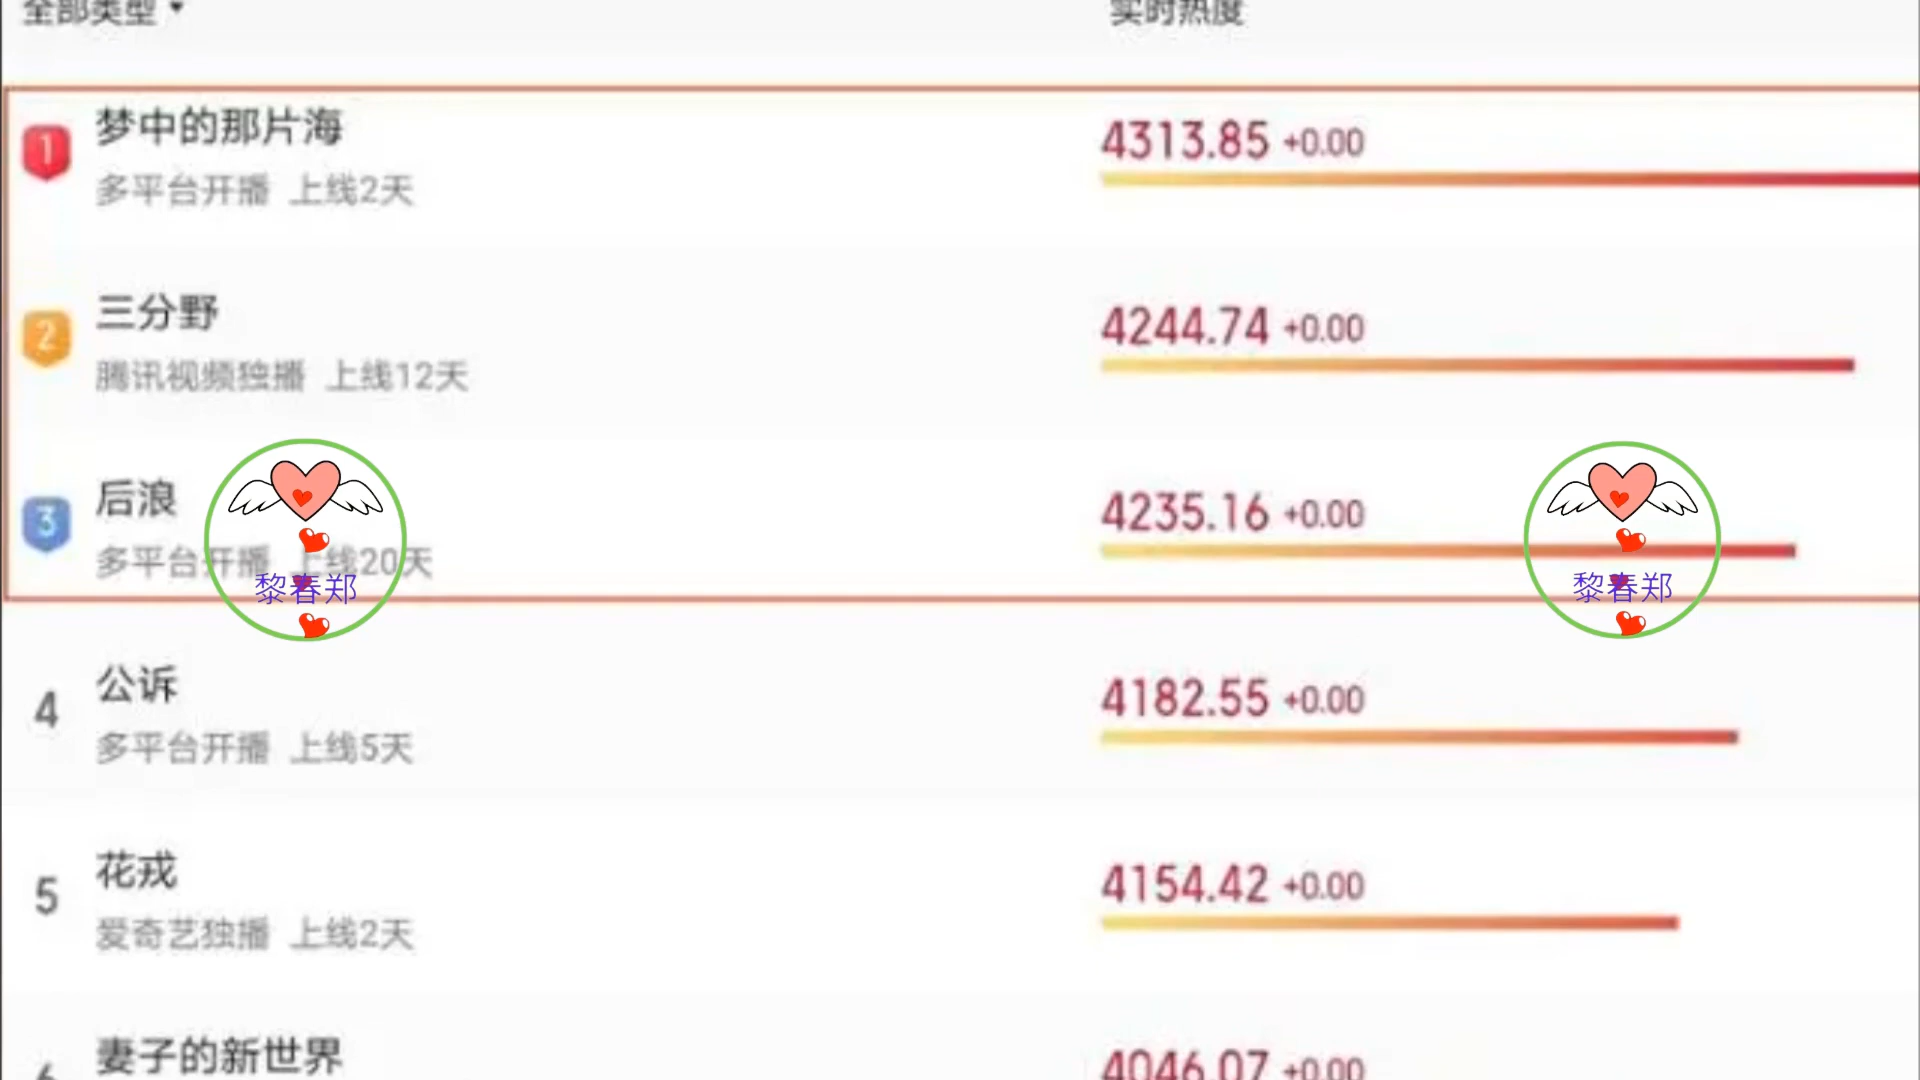 全部类型 ▼ 实时热度
1 梦中的那片海 4313.85 +0.00
多平台开播 上线2天
2 三分野 4244.74 +0.00
腾讯视频独播 上线12天
3 后浪 4235.16 +0.00
多平台开播 上线20天
黎春郑
黎春郑
4 公诉 4182.55 +0.00
多平台开播 上线5天
5 花戎 4154.42 +0.00
爱奇艺独播 上线2天
6 妻子的新世界 4046.07 +0.00